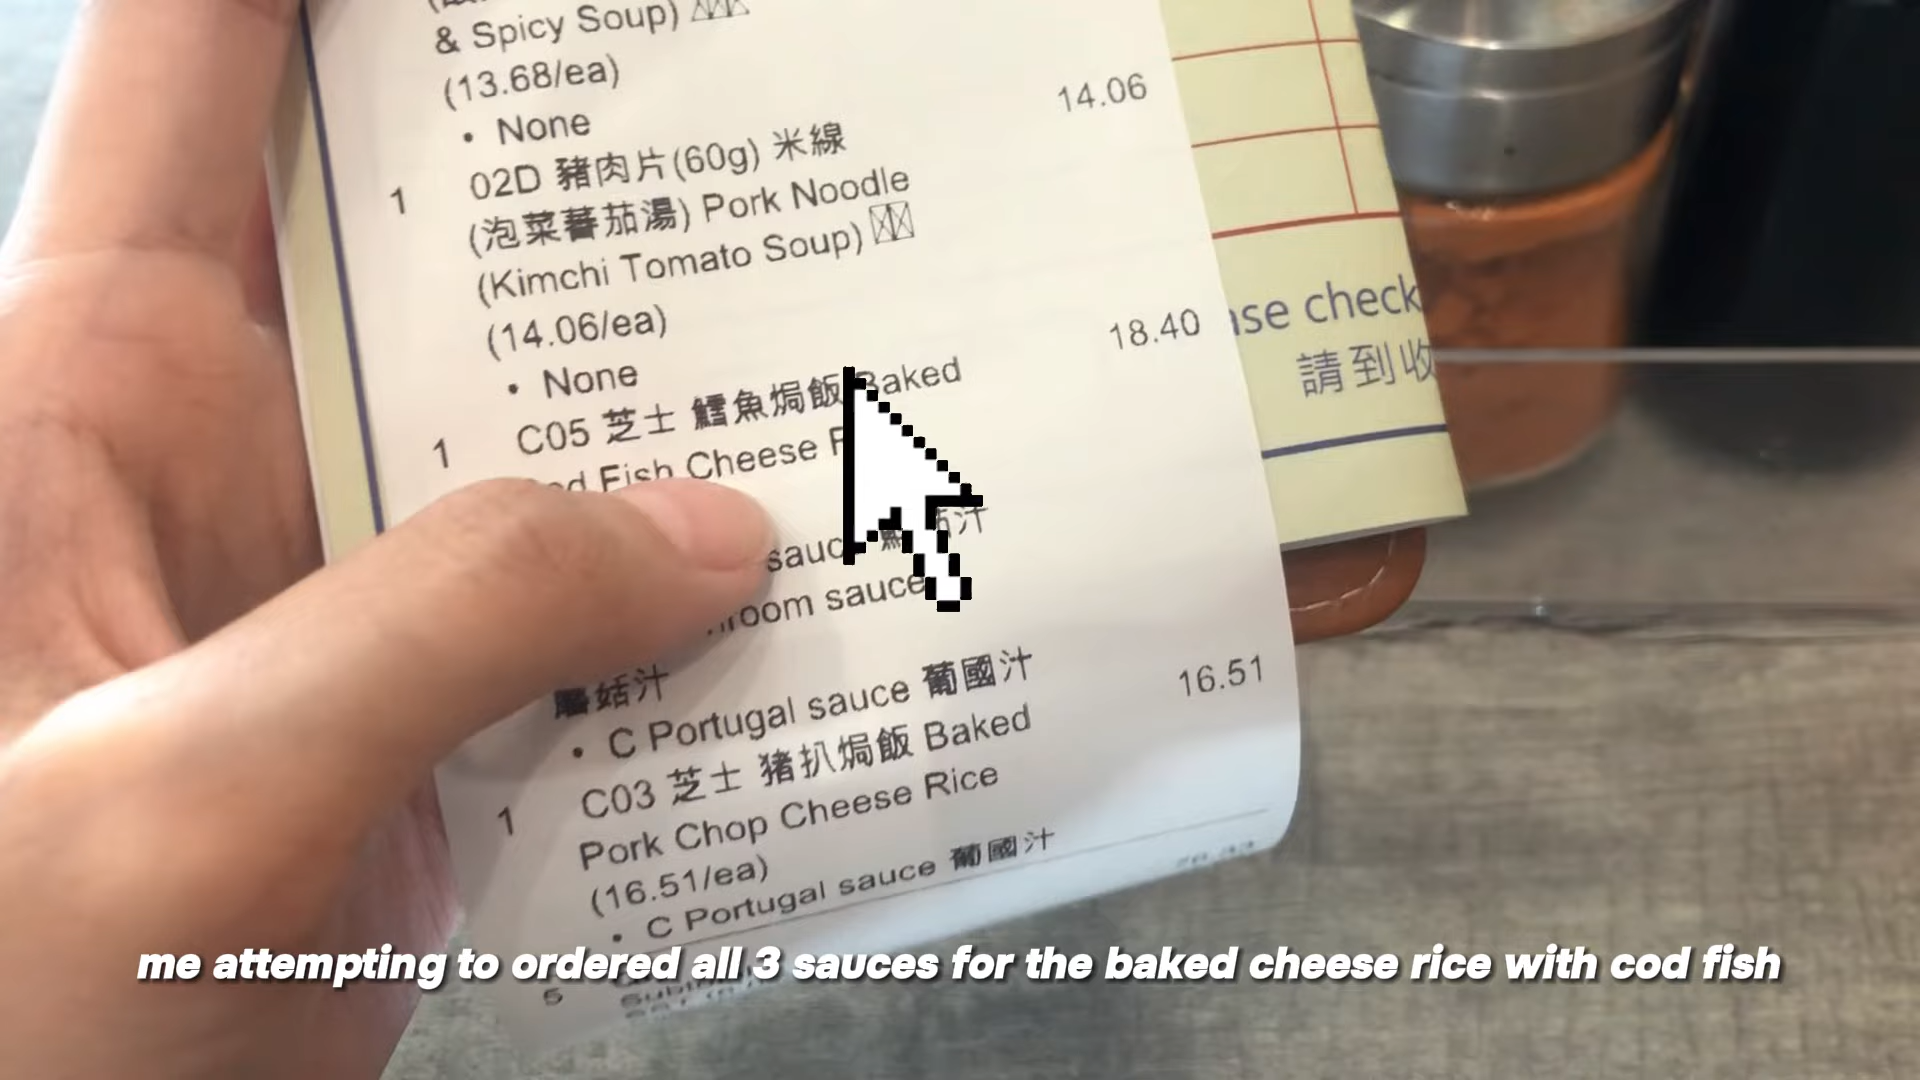 & Spicy Soup)
(13.68/ea)
• None
14.06
1 02D 豬肉片(60g) 米線
(泡菜蕃茄湯) Pork Noodle
(Kimchi Tomato Soup)
(14.06/ea)
• None
18.40
1 C05 芝士 鱈魚焗飯 Baked
Fish Cheese
汁
sauce
蘑菇汁
• C Portugal sauce 葡國汁
16.51
1 C03 芝士 猪扒焗飯 Baked
Pork Chop Cheese Rice
(16.51/ea)
• C Portugal sauce 葡國汁
5
check
請到收
me attempting to ordered all 3 sauces for the baked cheese rice with cod fish